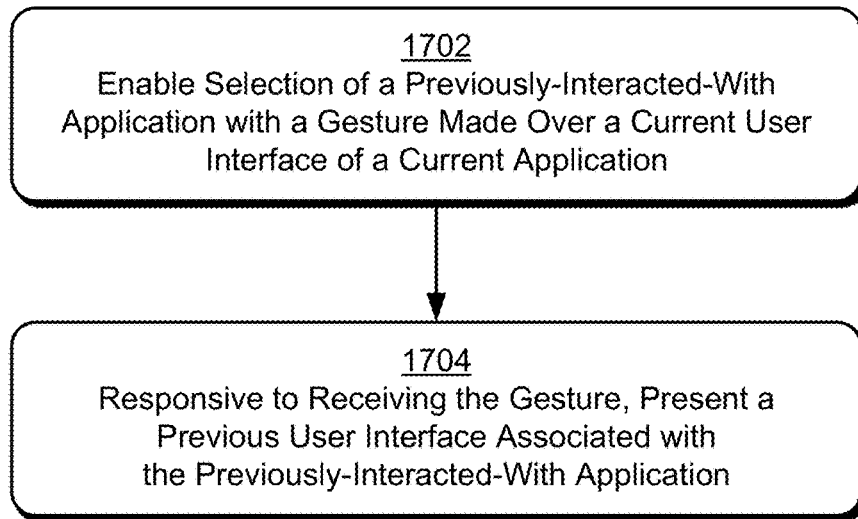 1702
Enable Selection of a Previously-Interacted-With
Application with a Gesture Made Over a Current User
Interface of a Current Application
1704
Responsive to Receiving the Gesture, Present a
Previous User Interface Associated with
the Previously-Interacted-With Application